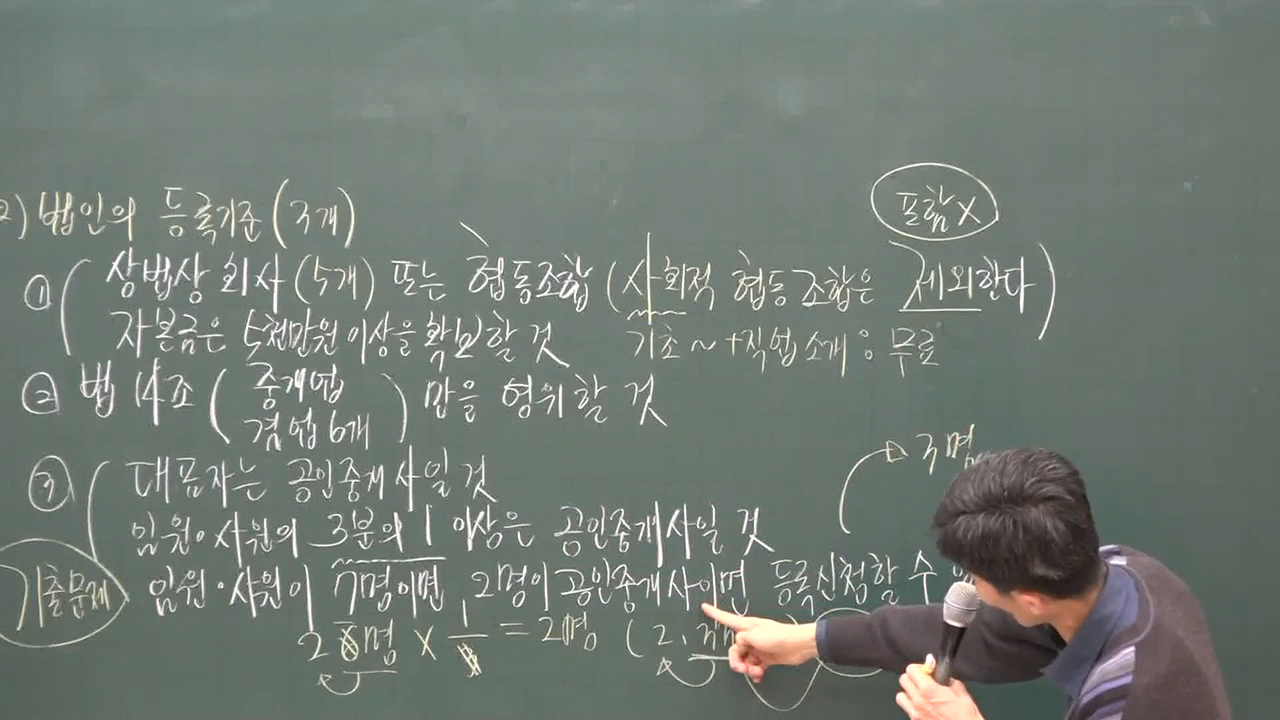 2) 법인의 등록기준 (3개)
포함X
① 상법상 회사 (5개) 또는 협동조합 (사회적 협동조합은 제외한다)
자본금은 5천만원 이상을 확보할 것
기초~ + 직업소개 : 무료
② 법 14조 ( 중개업
겸업 6개 ) 만을 영위할 것
③ 대표자는 공인중개사일 것
3명
임원·사원의 3분의 1 이상은 공인중개사일 것
기출문제
임원·사원이 7명이면 2명이 공인중개사이면 등록신청할 수
2 6명 × 1/3 = 2명 (2.